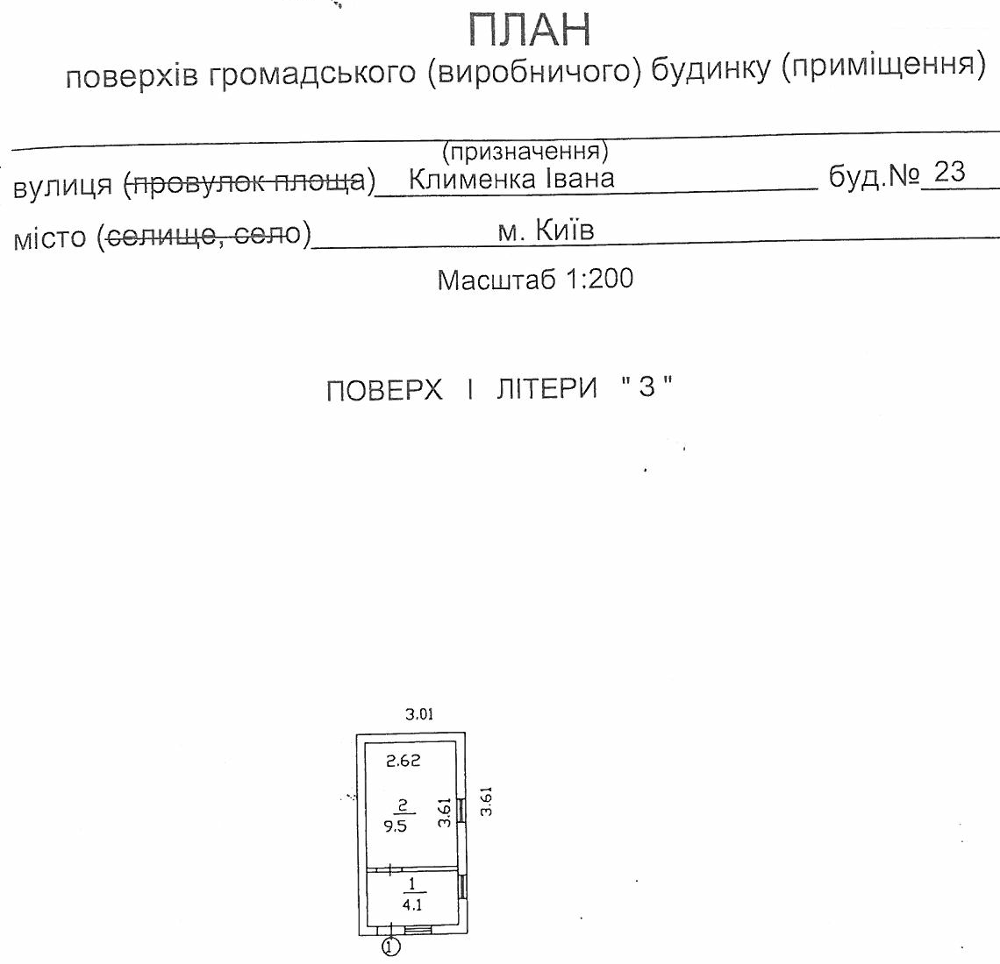 ПЛАН
поверхів громадського (виробничого) будинку (приміщення)
(призначення)
вулиця (провулок площа) Клименка Івана буд.№ 23
місто (селище, село) м. Київ
Масштаб 1:200
ПОВЕРХ І ЛІТЕРИ "З"
3.01
2.62
2
9.5
3.61
3.61
1
4.1
1